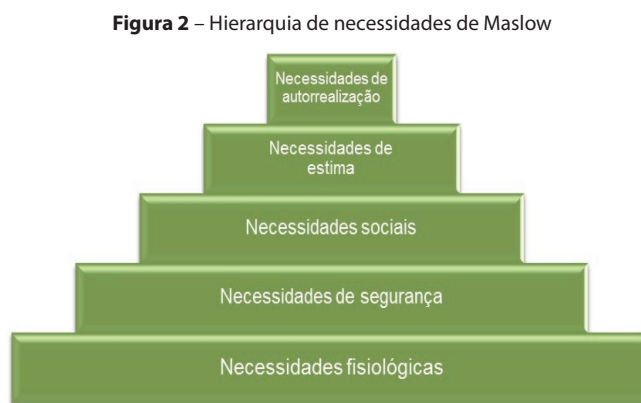 Figura 2 – Hierarquia de necessidades de Maslow
Necessidades de
autorrealização
Necessidades de
estima
Necessidades sociais
Necessidades de segurança
Necessidades fisiológicas